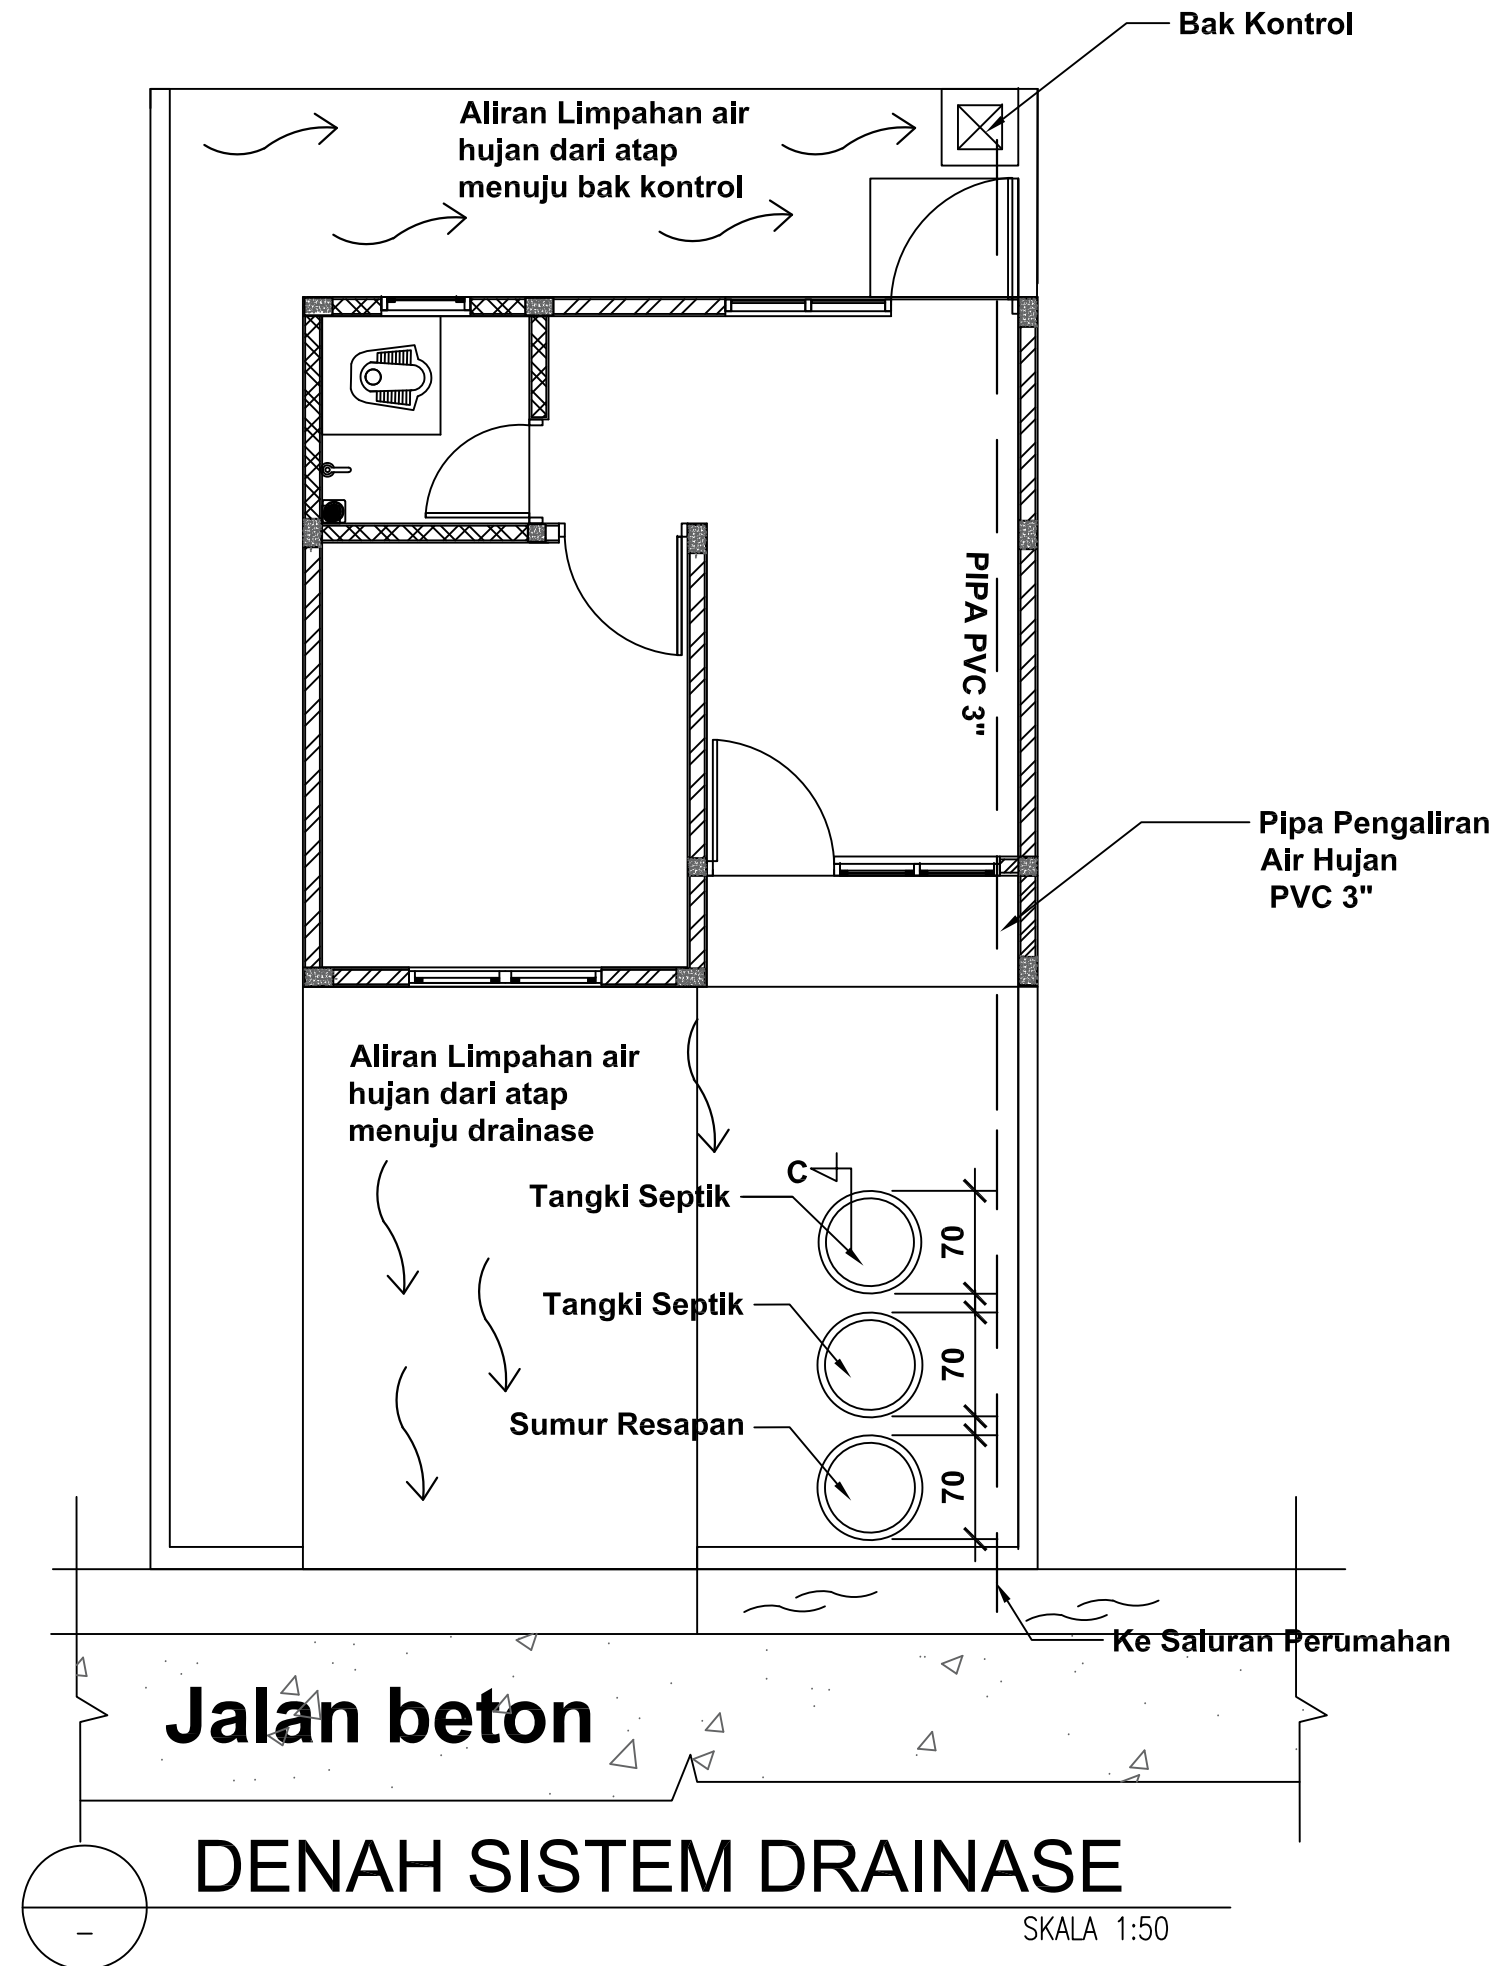 Bak Kontrol
Aliran Limpahan air
hujan dari atap
menuju bak kontrol
PIPA PVC 3"
Pipa Pengaliran
Air Hujan
PVC 3"
Aliran Limpahan air
hujan dari atap
menuju drainase
C
Tangki Septik
70
Tangki Septik
70
Sumur Resapan
70
Ke Saluran Perumahan
Jalan beton
DENAH SISTEM DRAINASE
-
SKALA 1:50